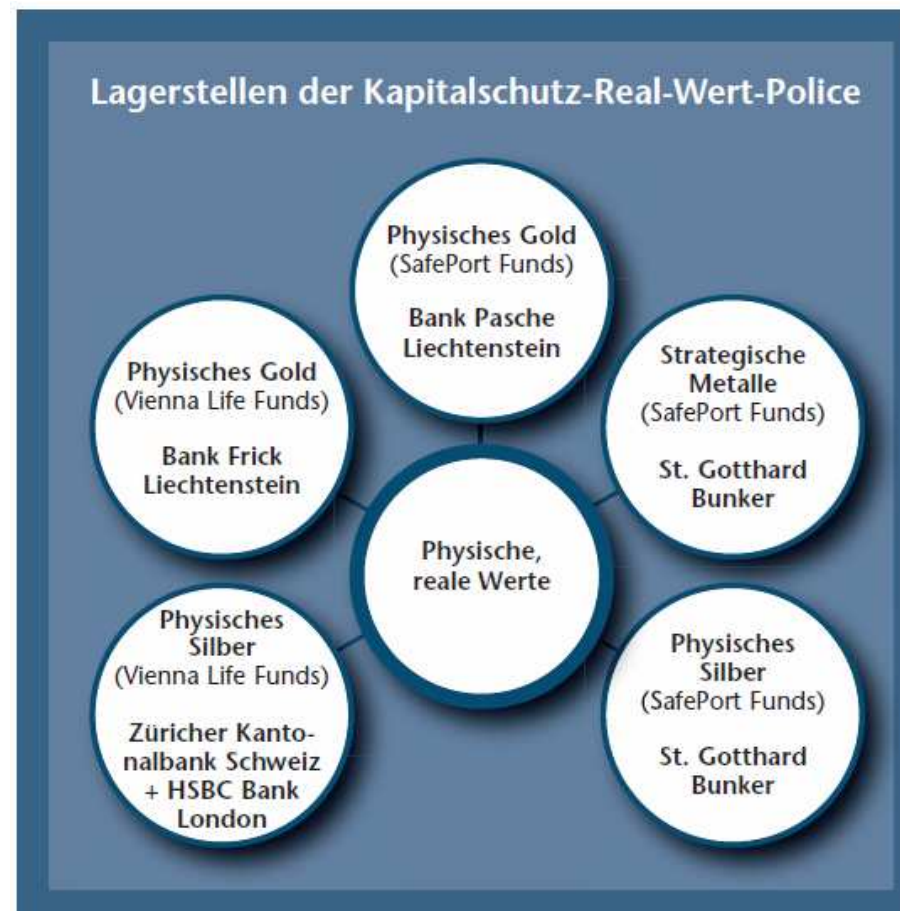 Lagerstellen der Kapitalschutz-Real-Wert-Police
Physisches Gold
(SafePort Funds)
Bank Pasche
Liechtenstein
Physisches Gold
(Vienna Life Funds)
Bank Frick
Liechtenstein
Strategische
Metalle
(SafePort Funds)
St. Gotthard
Bunker
Physische,
reale Werte
Physisches
Silber
(Vienna Life Funds)
Züricher Kanto-
nalbank Schweiz
+ HSBC Bank
London
Physisches
Silber
(SafePort Funds)
St. Gotthard
Bunker